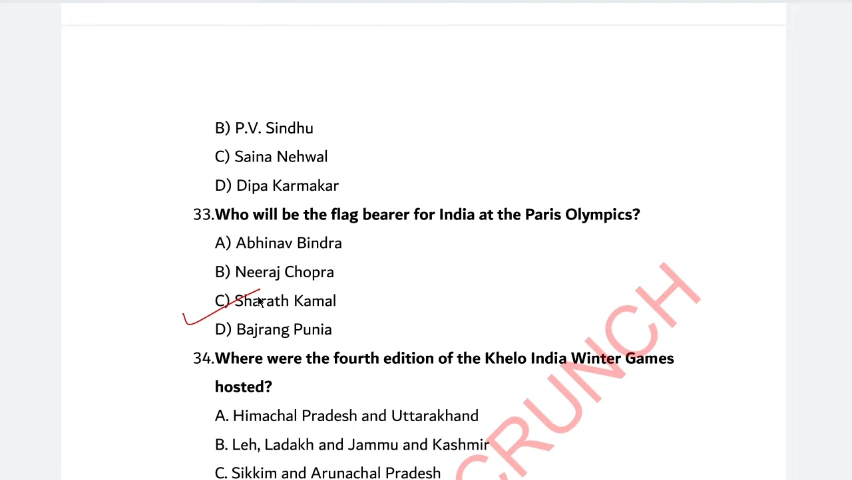 B) P.V. Sindhu
C) Saina Nehwal
D) Dipa Karmakar
33.Who will be the flag bearer for India at the Paris Olympics?
A) Abhinav Bindra
B) Neeraj Chopra
C) Sharath Kamal
D) Bajrang Punia
34.Where were the fourth edition of the Khelo India Winter Games
hosted?
A. Himachal Pradesh and Uttarakhand
B. Leh, Ladakh and Jammu and Kashmir
C. Sikkim and Arunachal Pradesh
CRUNCH